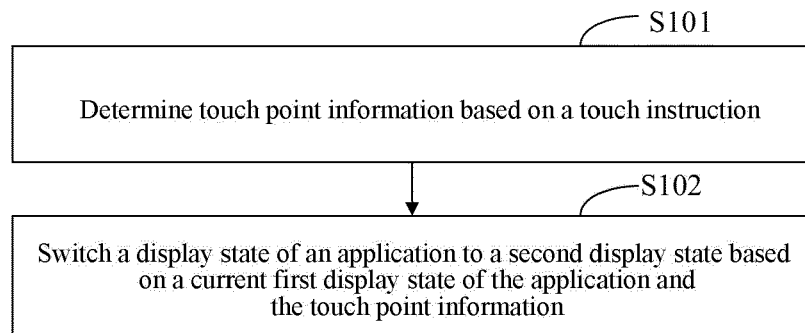 S101
Determine touch point information based on a touch instruction
S102
Switch a display state of an application to a second display state based
on a current first display state of the application and
the touch point information